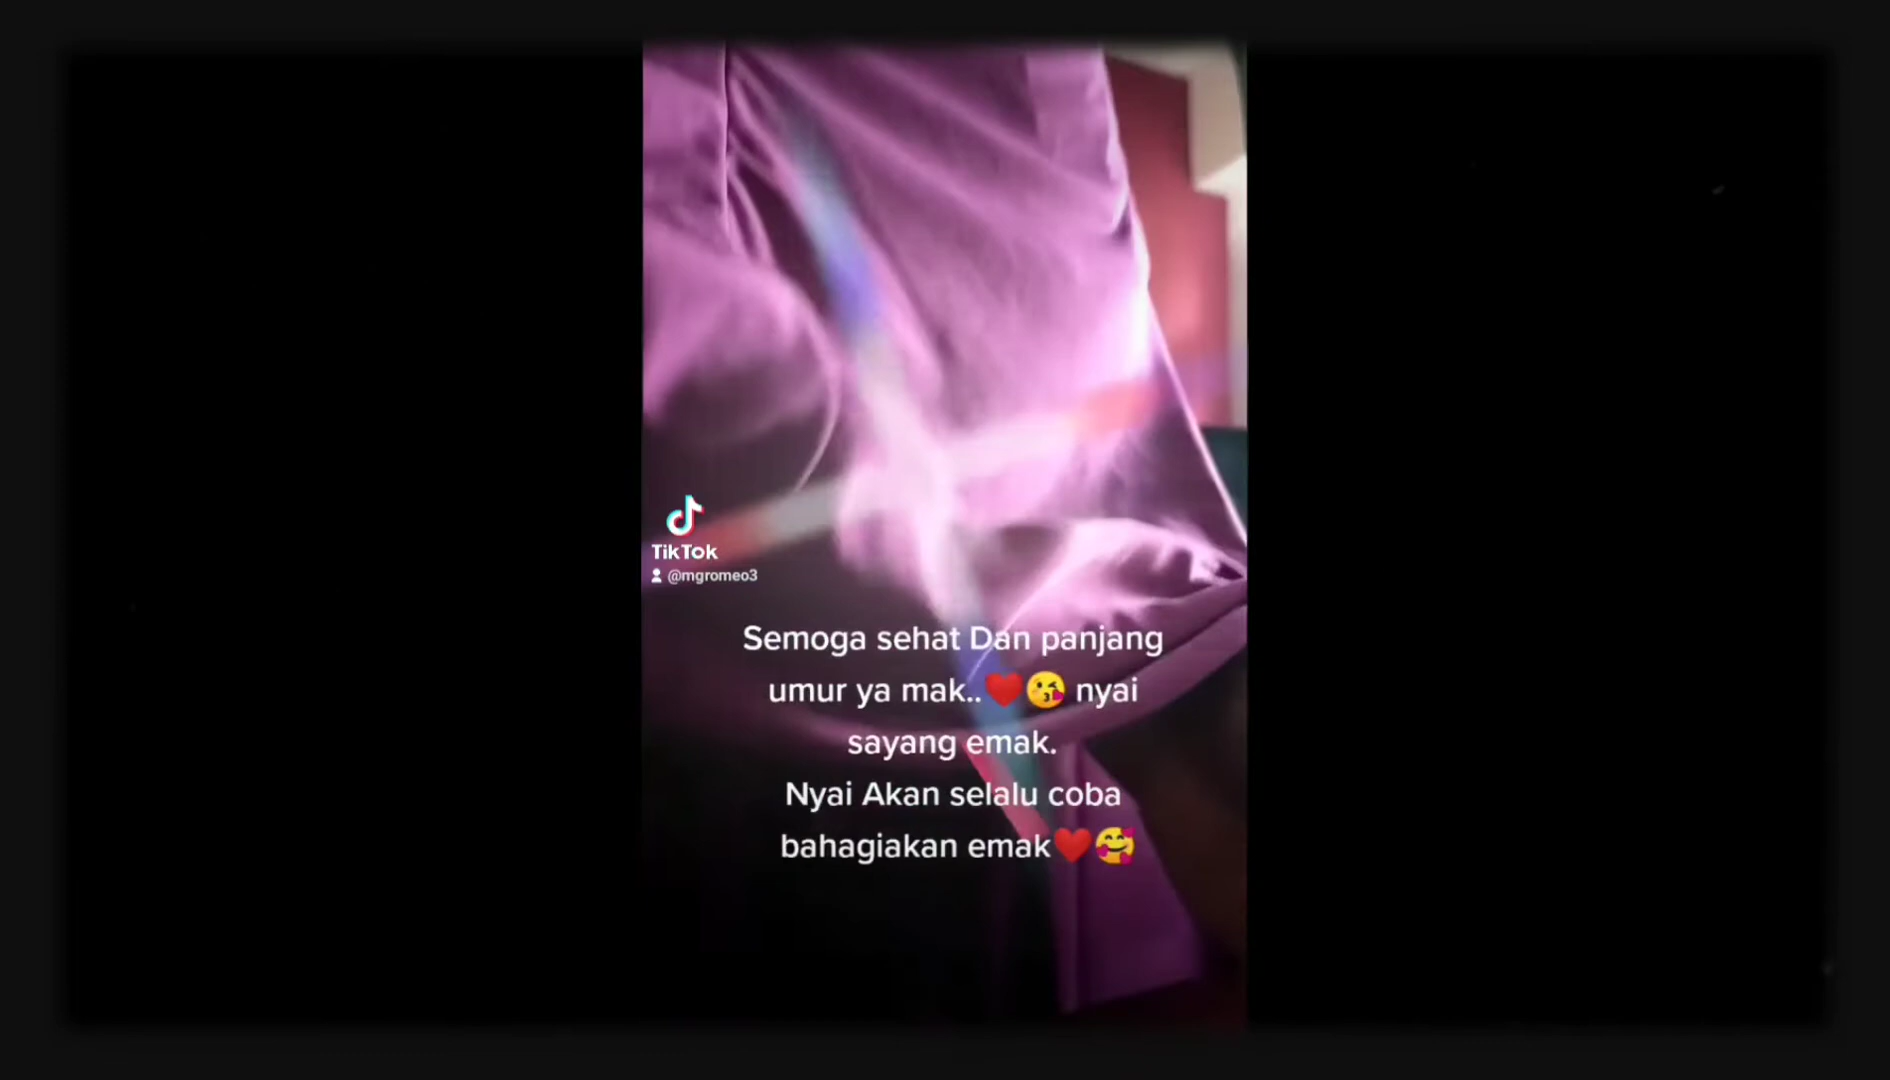 TikTok
@mgromeo3
Semoga sehat Dan panjang
umur ya mak..❤️😘 nyai
sayang emak.
Nyai Akan selalu coba
bahagiakan emak❤️🥰